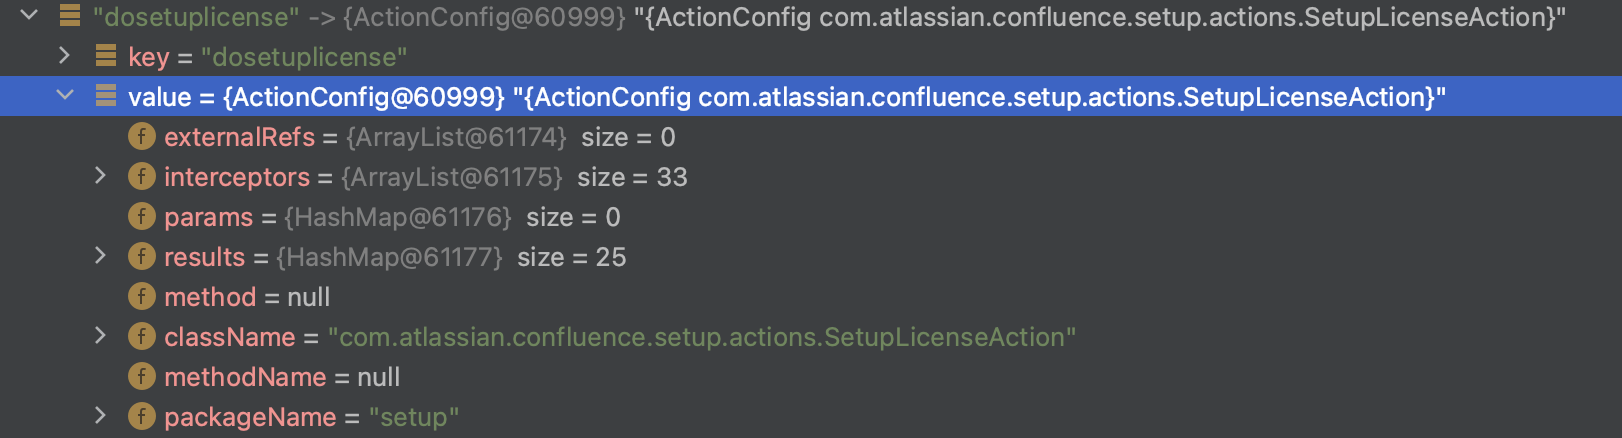 "dosetuplicense" -> {ActionConfig@60999} "{ActionConfig com.atlassian.confluence.setup.actions.SetupLicenseAction}"
key = "dosetuplicense"
value = {ActionConfig@60999} "{ActionConfig com.atlassian.confluence.setup.actions.SetupLicenseAction}"
f externalRefs = {ArrayList@61174} size = 0
f interceptors = {ArrayList@61175} size = 33
f params = {HashMap@61176} size = 0
f results = {HashMap@61177} size = 25
f method = null
f className = "com.atlassian.confluence.setup.actions.SetupLicenseAction"
f methodName = null
f packageName = "setup"